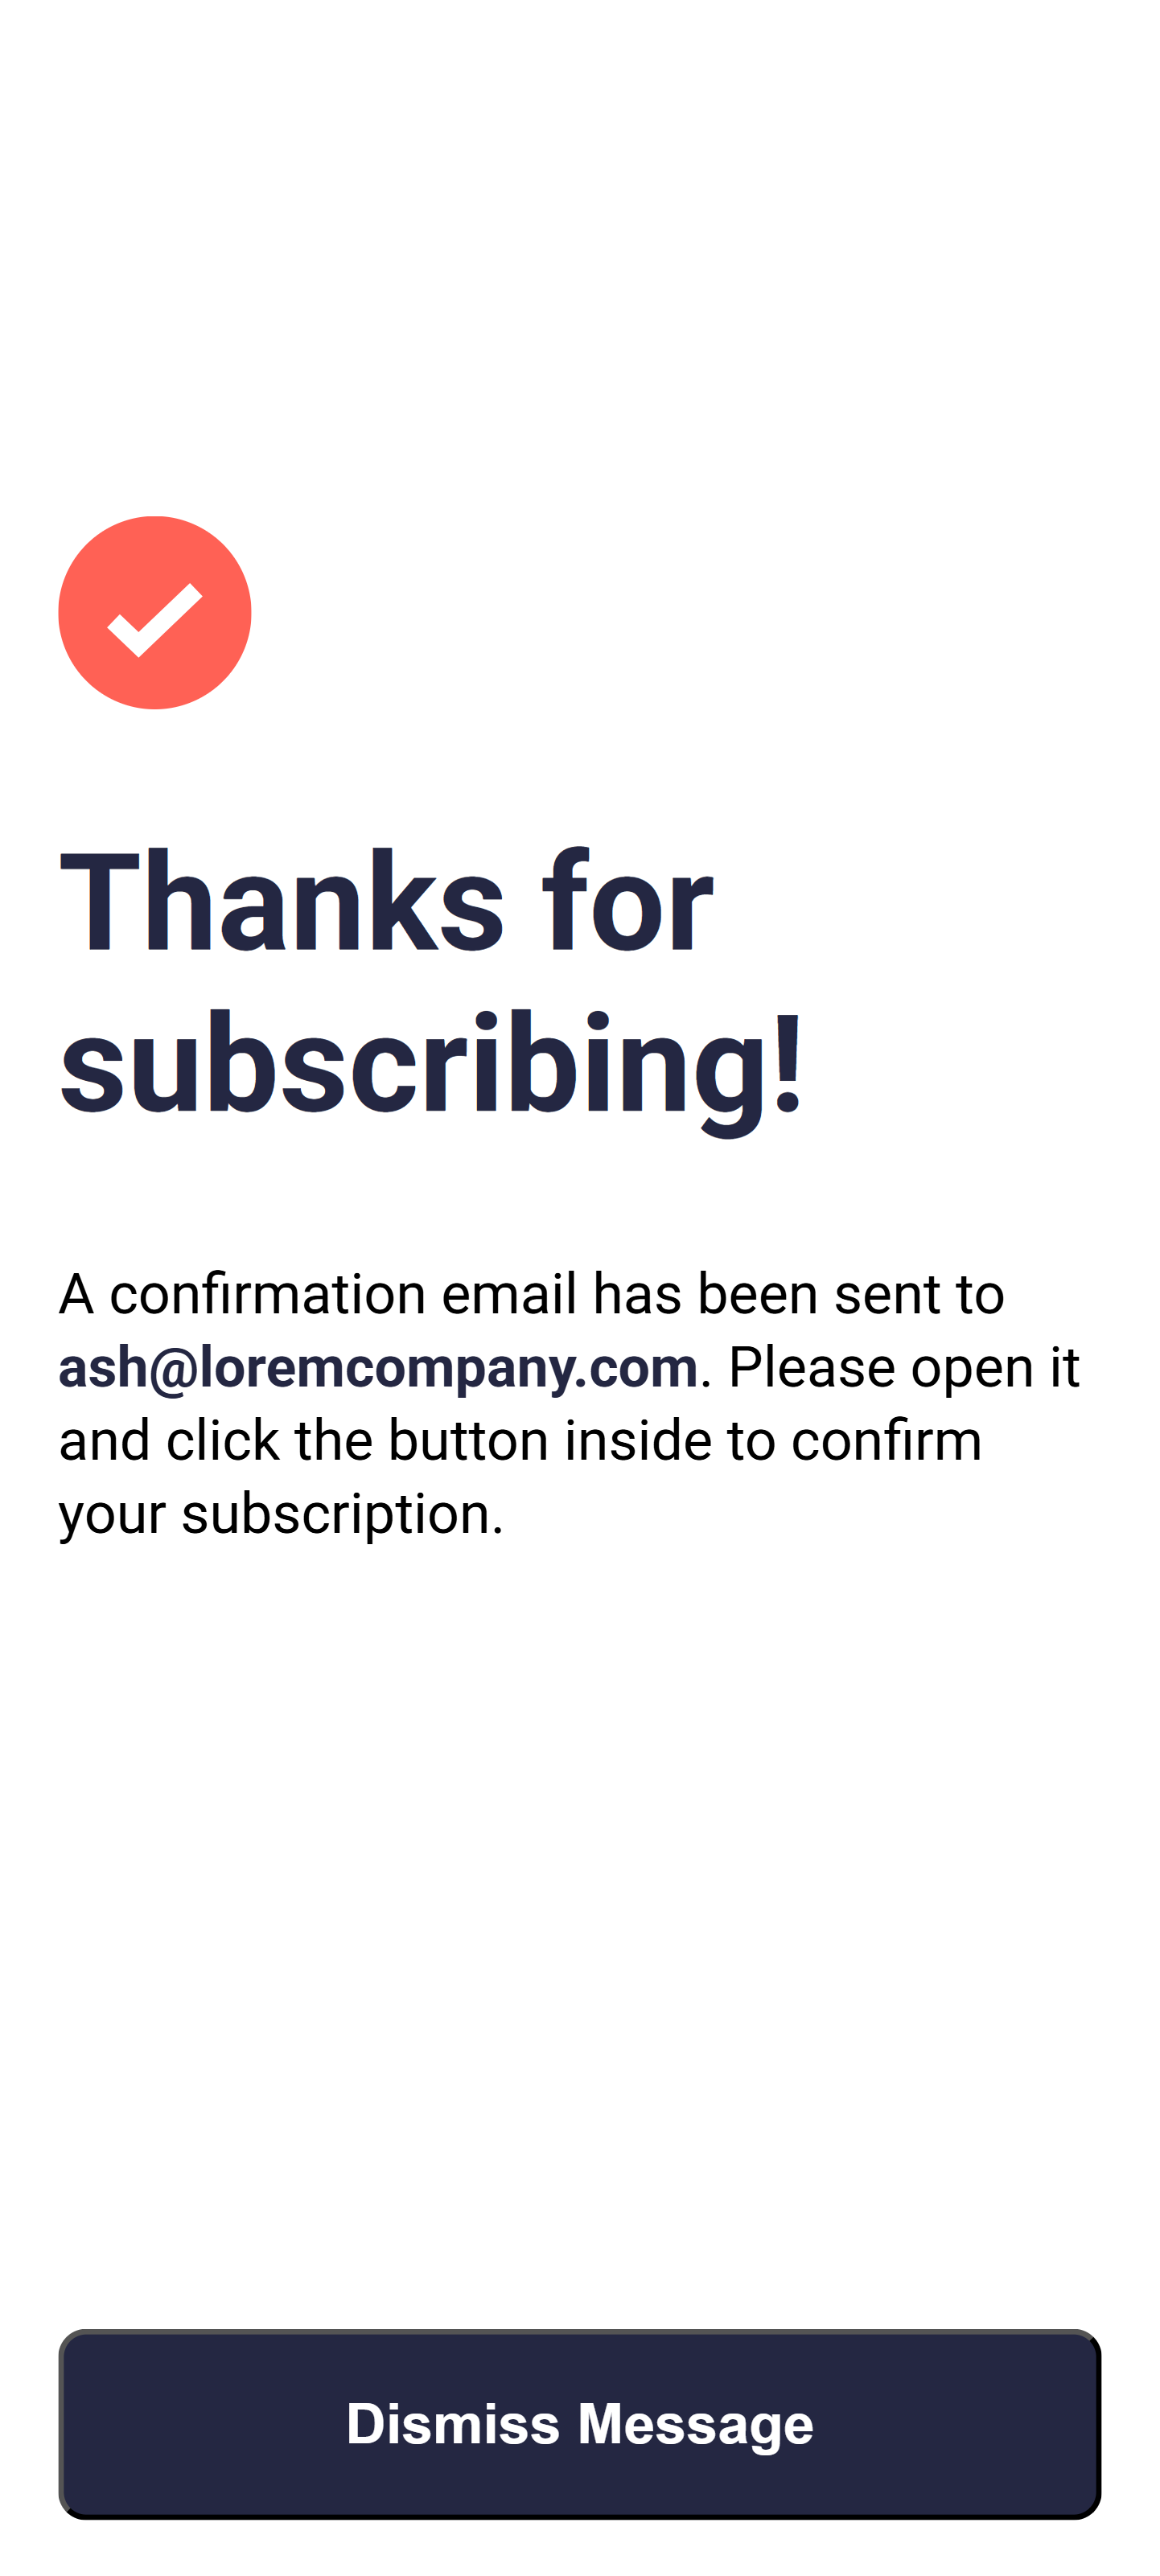 Thanks for
subscribing!
A confirmation email has been sent to
ash@loremcompany.com. Please open it
and click the button inside to confirm
your subscription.
Dismiss Message